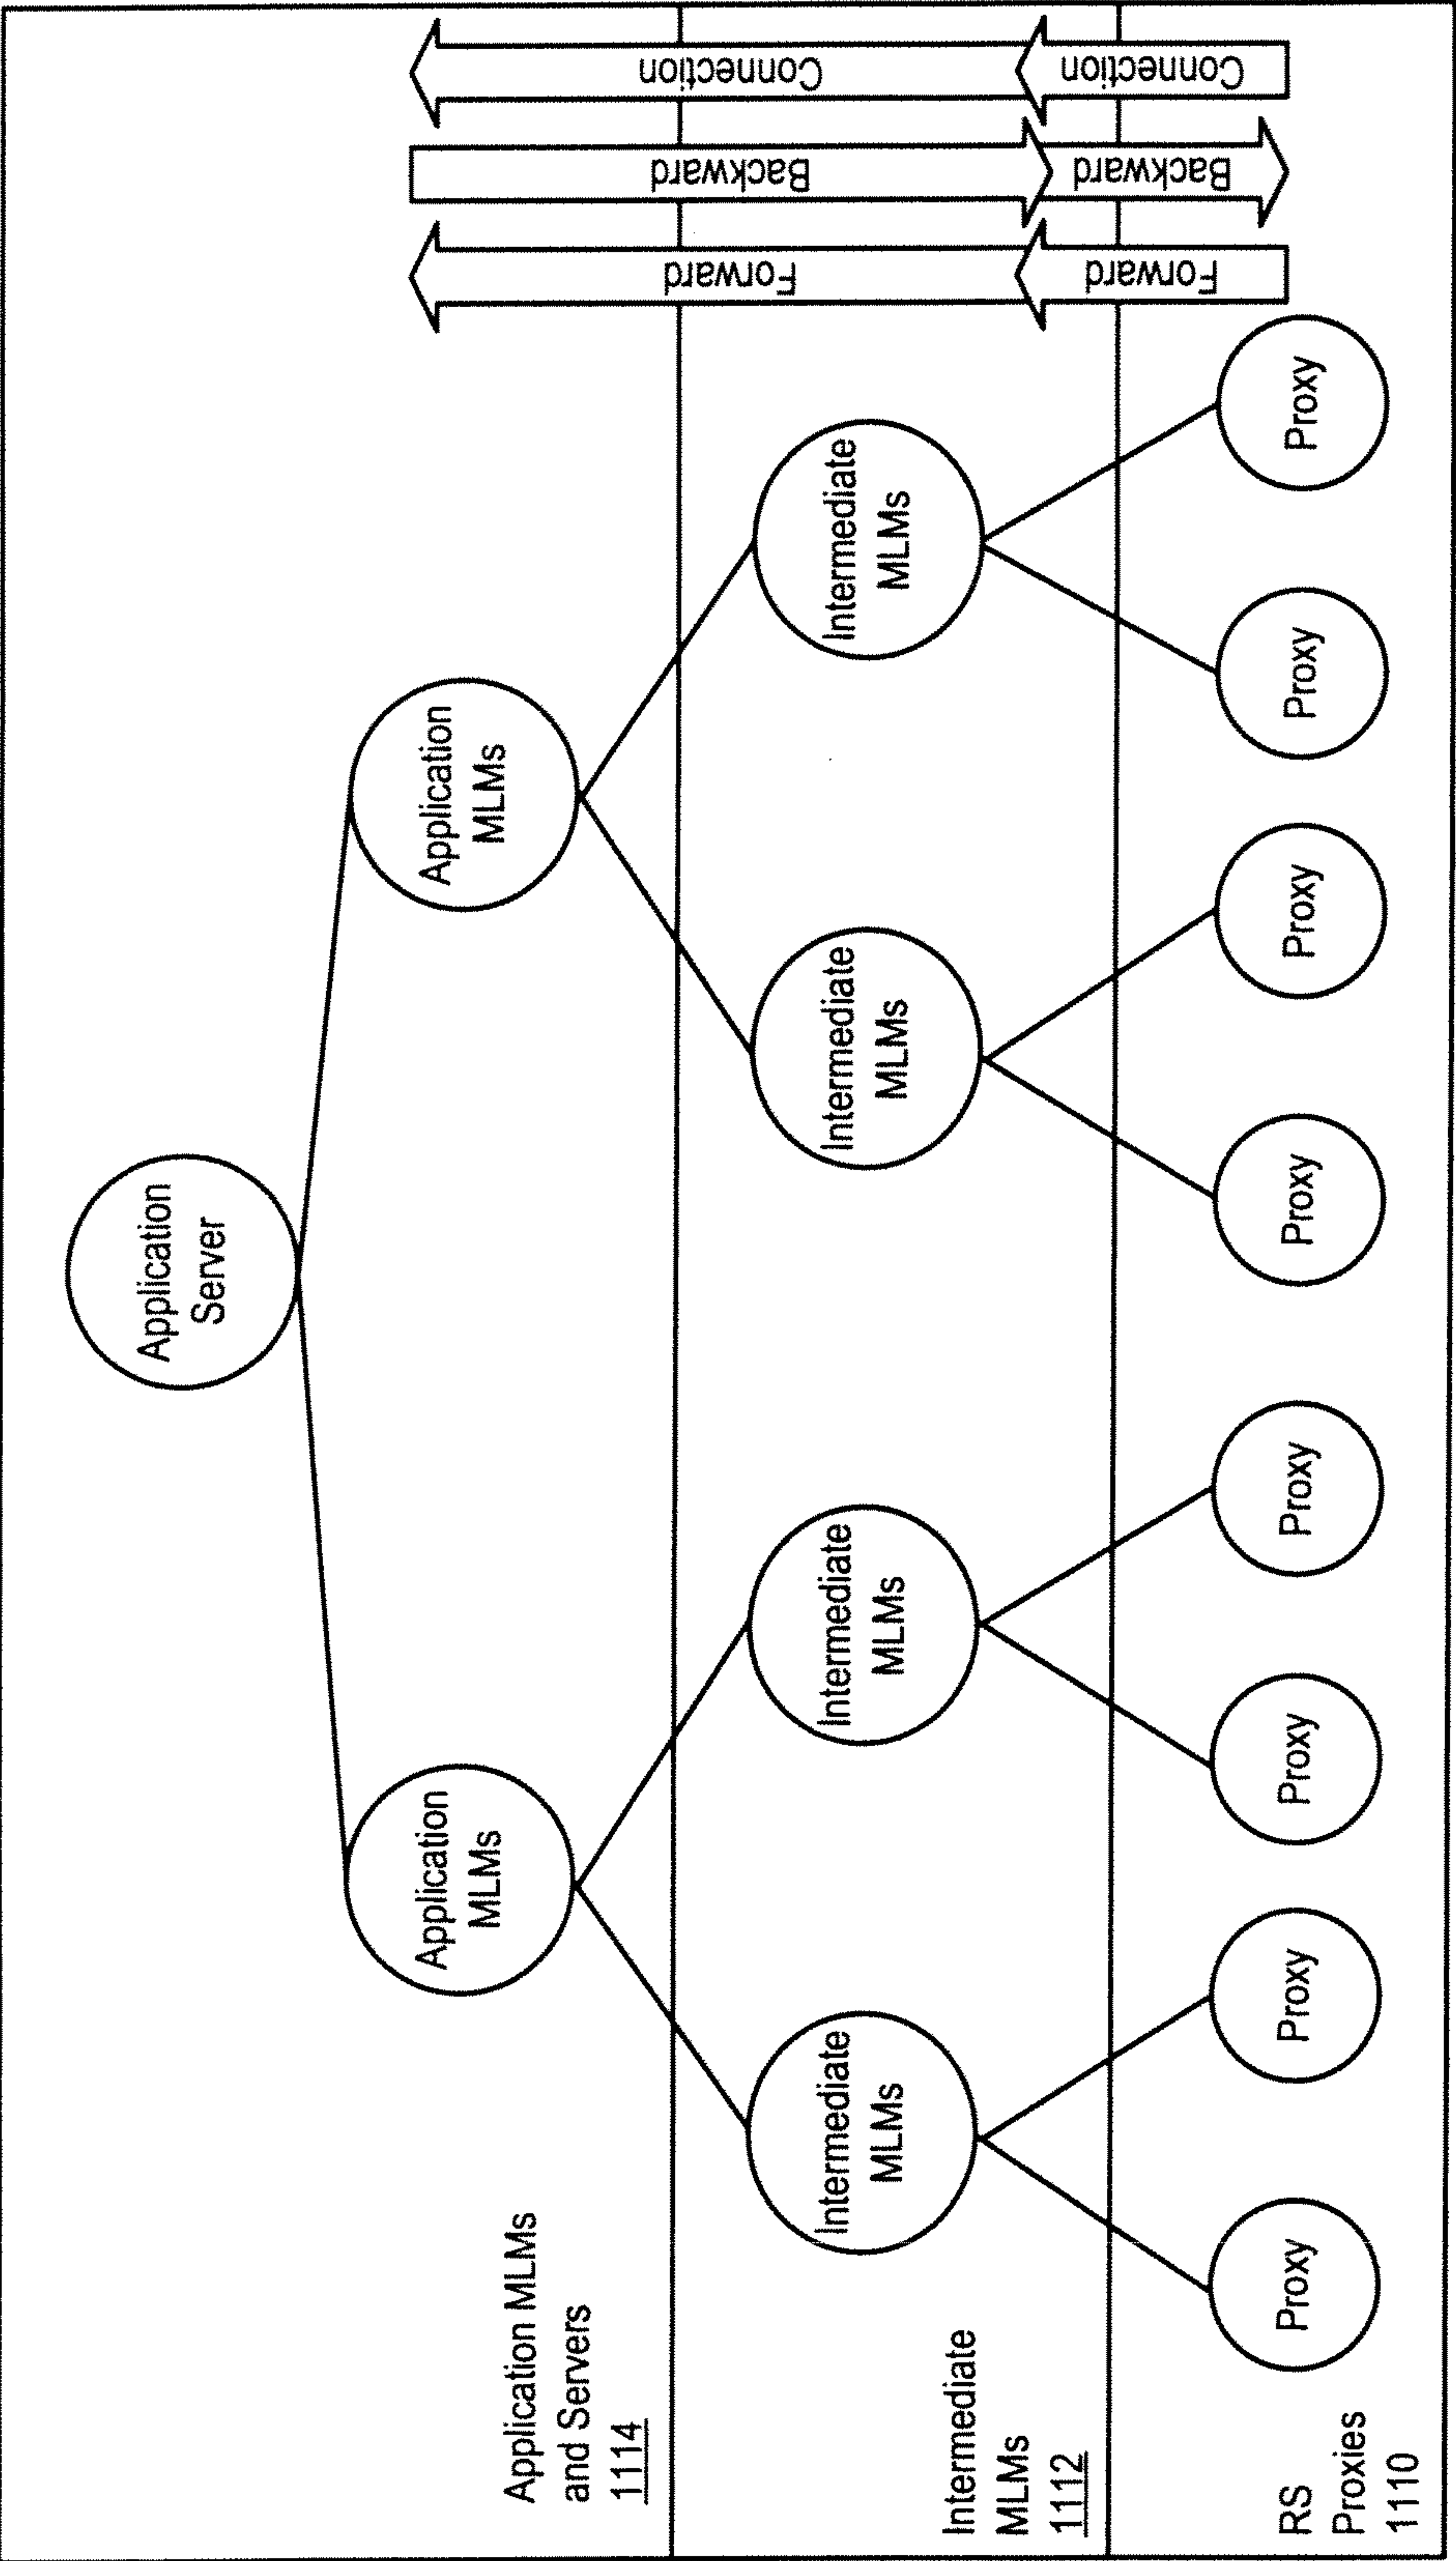 Application
Server
Application
MLMs
Application
MLMs
Application MLMs
and Servers
1114
Intermediate
MLMs
Intermediate
MLMs
Intermediate
MLMs
Intermediate
MLMs
Intermediate
MLMs
1112
Proxy
Proxy
Proxy
Proxy
Proxy
Proxy
Proxy
Proxy
RS
Proxies
1110
Forward
Backward
Connection
Forward
Backward
Connection